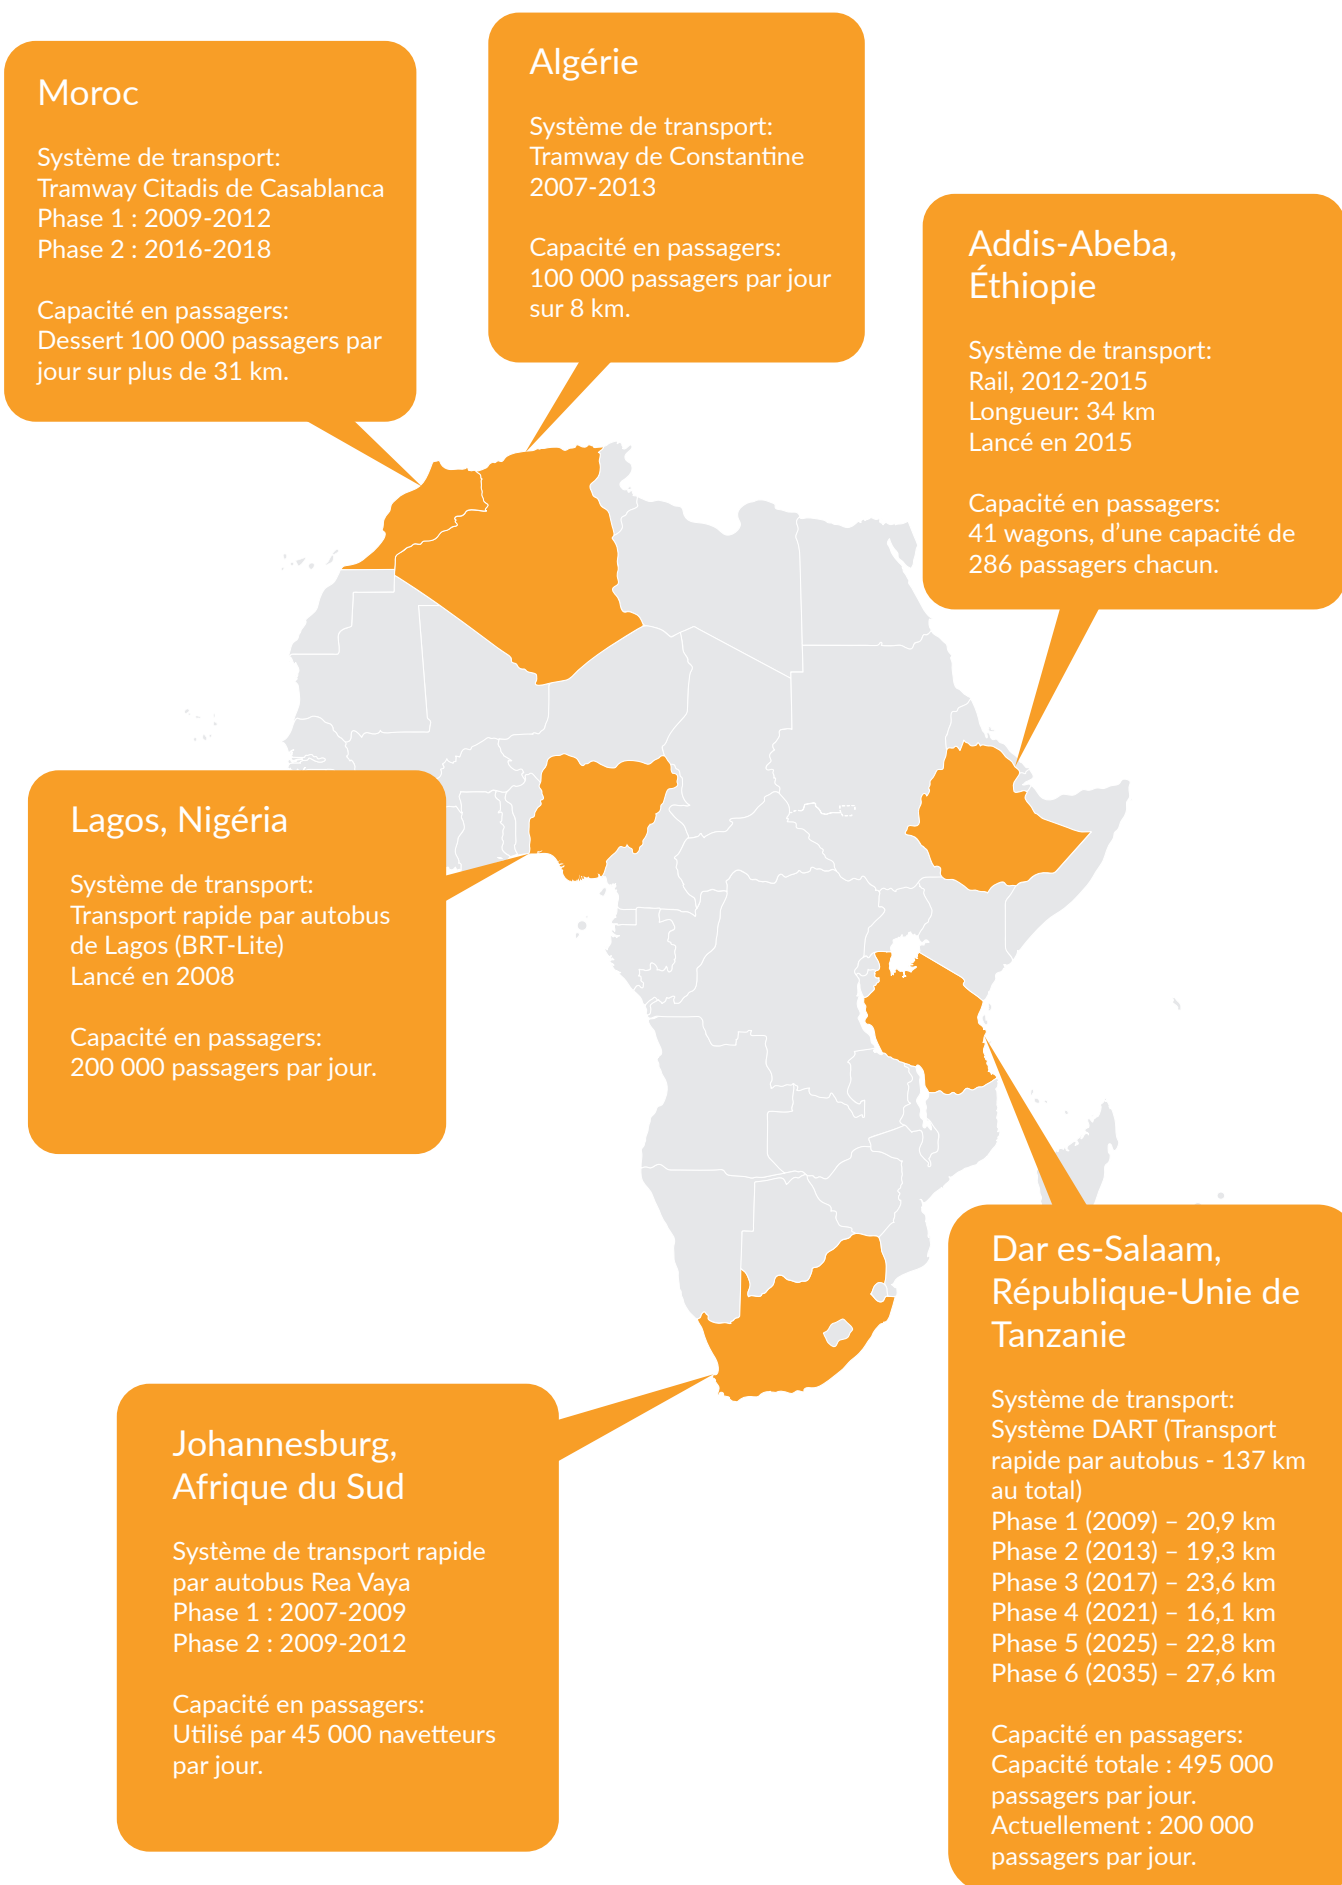 Moroc
Système de transport:
Tramway Citadis de Casablanca
Phase 1 : 2009-2012
Phase 2 : 2016-2018
Capacité en passagers:
Dessert 100 000 passagers par
jour sur plus de 31 km.
Algérie
Système de transport:
Tramway de Constantine
2007-2013
Capacité en passagers:
100 000 passagers par jour
sur 8 km.
Addis-Abeba,
Éthiopie
Système de transport:
Rail, 2012-2015
Longueur: 34 km
Lancé en 2015
Capacité en passagers:
41 wagons, d’une capacité de
286 passagers chacun.
Lagos, Nigéria
Système de transport:
Transport rapide par autobus
de Lagos (BRT-Lite)
Lancé en 2008
Capacité en passagers:
200 000 passagers par jour.
Dar es-Salaam,
République-Unie de
Tanzanie
Système de transport:
Système DART (Transport
rapide par autobus - 137 km
au total)
Phase 1 (2009) – 20,9 km
Phase 2 (2013) – 19,3 km
Phase 3 (2017) – 23,6 km
Phase 4 (2021) – 16,1 km
Phase 5 (2025) – 22,8 km
Phase 6 (2035) – 27,6 km
Capacité en passagers:
Capacité totale : 495 000
passagers par jour.
Actuellement : 200 000
passagers par jour.
Johannesburg,
Afrique du Sud
Système de transport rapide
par autobus Rea Vaya
Phase 1 : 2007-2009
Phase 2 : 2009-2012
Capacité en passagers:
Utilisé par 45 000 navetteurs
par jour.